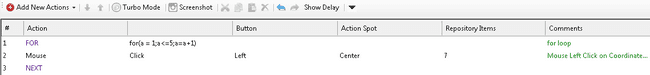 Add New Actions Turbo Mode Screenshot Show Delay
# Action Button Action Spot Repository Items Comments
1 FOR for(a = 1;a <=5;a=a+1) for loop
2 Mouse Click Left Center 7 Mouse Left Click on Coordinate...
3 NEXT